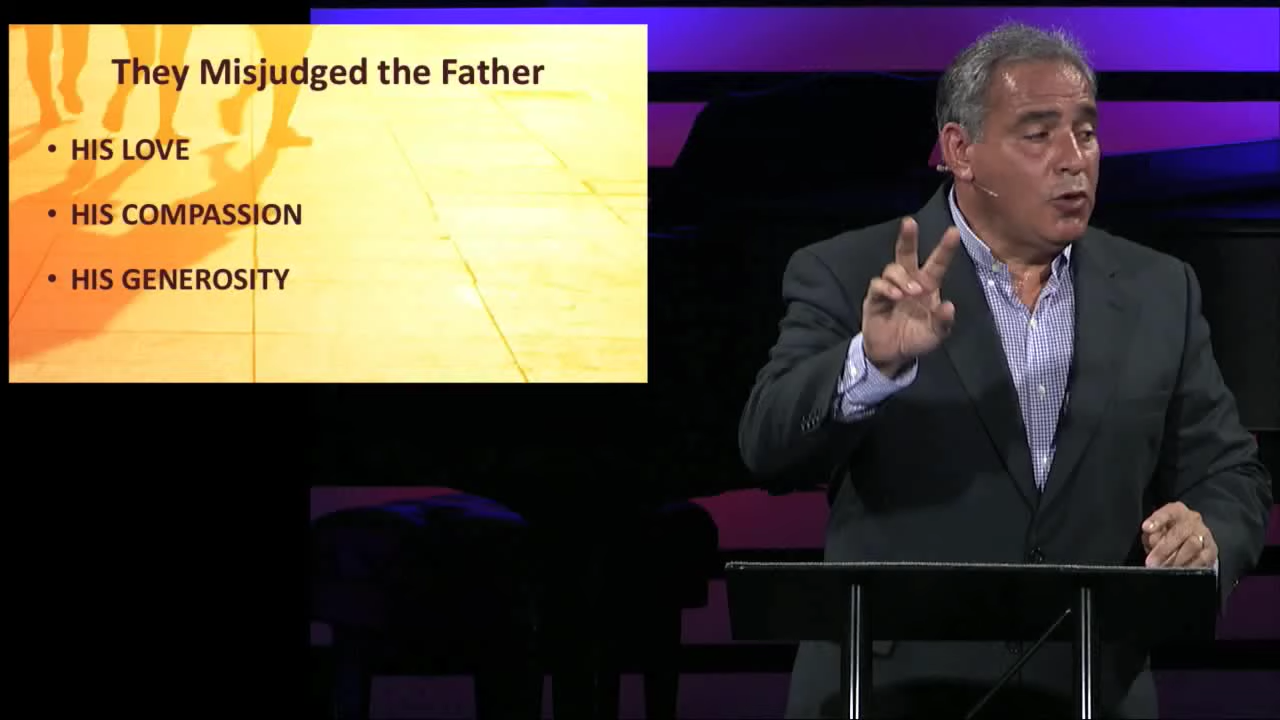 They Misjudged the Father
• HIS LOVE
• HIS COMPASSION
• HIS GENEROSITY